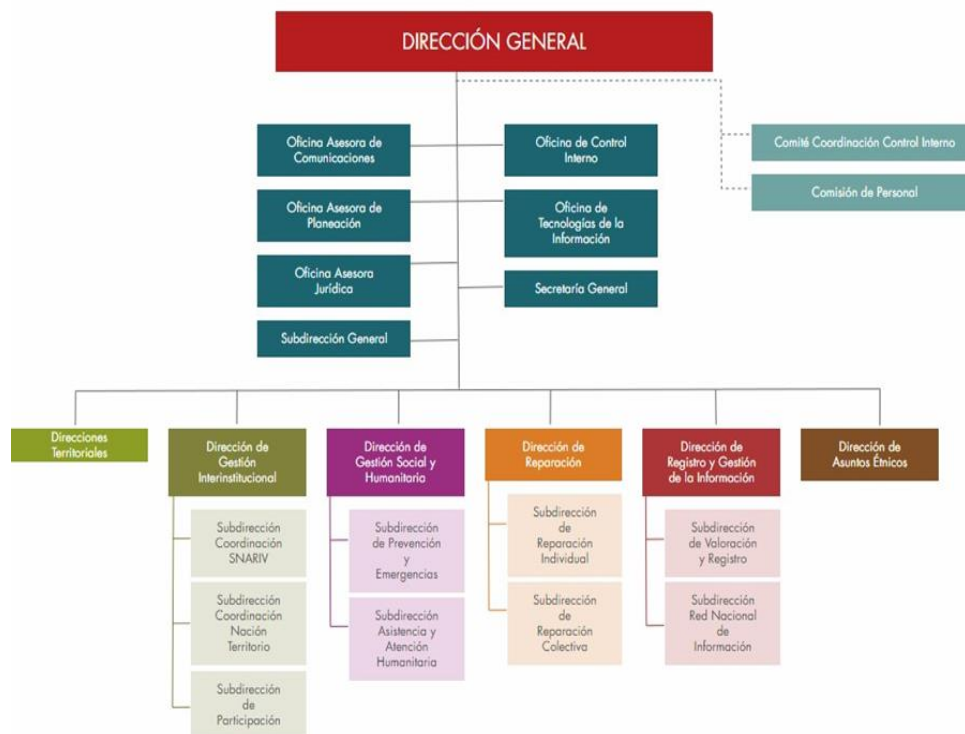 DIRECCIÓN GENERAL
Oficina Asesora de
Comunicaciones
Oficina de Control
Interno
Comité Coordinación Control Interno
Comisión de Personal
Oficina Asesora de
Planeación
Oficina de
Tecnologías de la
Información
Oficina Asesora
Jurídica
Secretaría General
Subdirección General
Direcciones
Territoriales
Dirección de
Gestión
Interinstitucional
Dirección de
Gestión Social y
Humanitaria
Dirección de
Reparación
Dirección de
Registro y Gestión
de la Información
Dirección de
Asuntos Étnicos
Subdirección
Coordinación
SNARIV
Subdirección
de Prevención
y
Emergencias
Subdirección
de
Reparación
Individual
Subdirección
de Valoración
y Registro
Subdirección
Coordinación
Nación
Territorio
Subdirección
Asistencia y
Atención
Humanitaria
Subdirección
de
Reparación
Colectiva
Subdirección
Red Nacional
de
Información
Subdirección
de
Participación